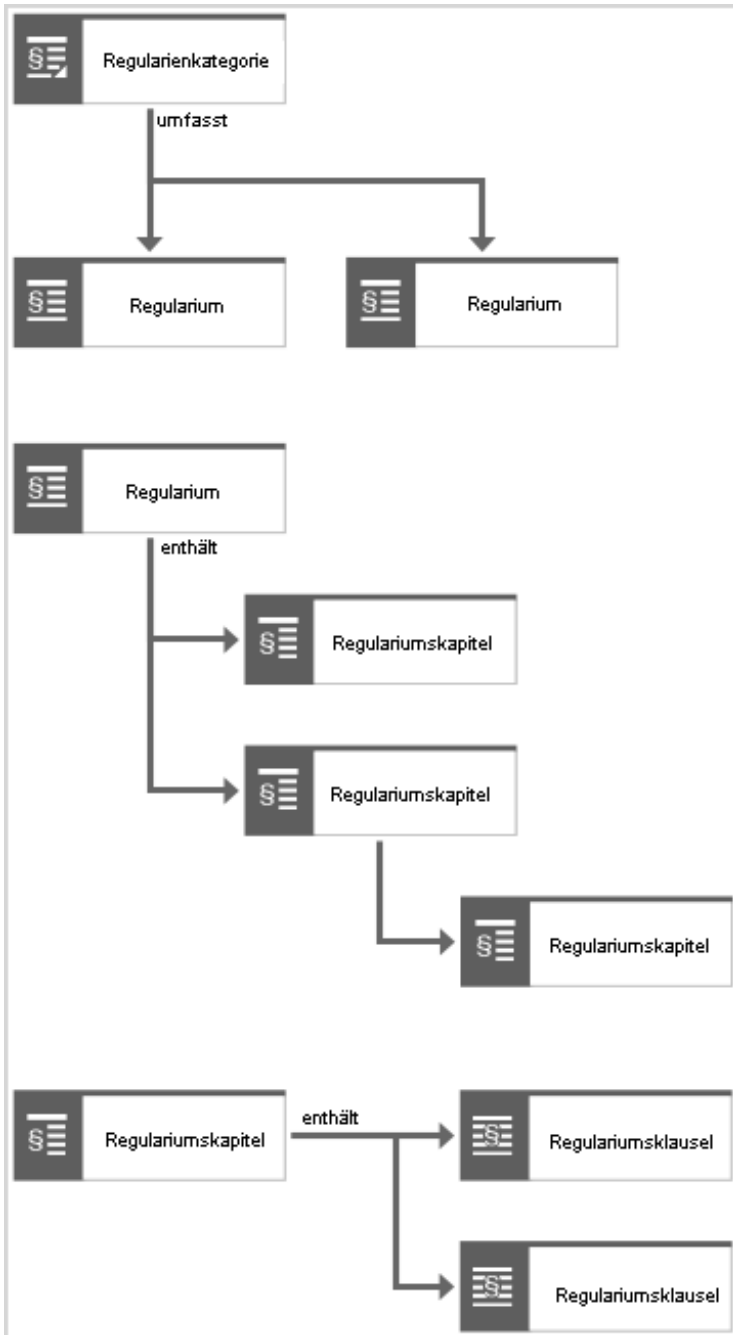 Regularienkategorie
umfasst
Regularium
Regularium
Regularium
enthält
Regulariumskapitel
Regulariumskapitel
Regulariumskapitel
enthält
Regulariumskapitel
Regulariumsklausel
Regulariumsklausel